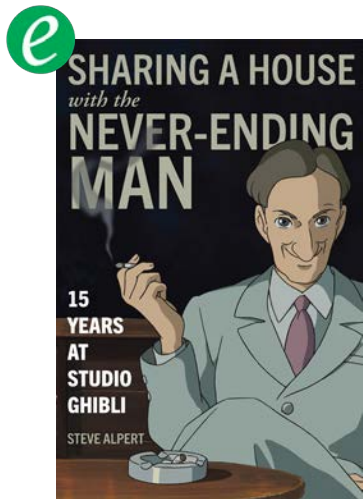 e
SHARING A HOUSE
with the
NEVER-ENDING
MAN
15
YEARS
AT
STUDIO
GHIBLI
STEVE ALPERT